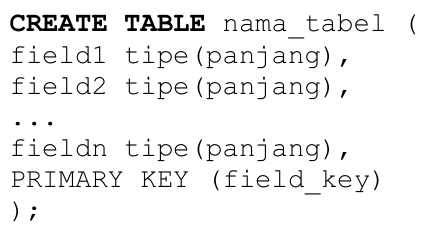 CREATE TABLE nama_tabel (
field1 tipe(panjang),
field2 tipe(panjang),
...
fieldn tipe(panjang),
PRIMARY KEY (field_key)
);